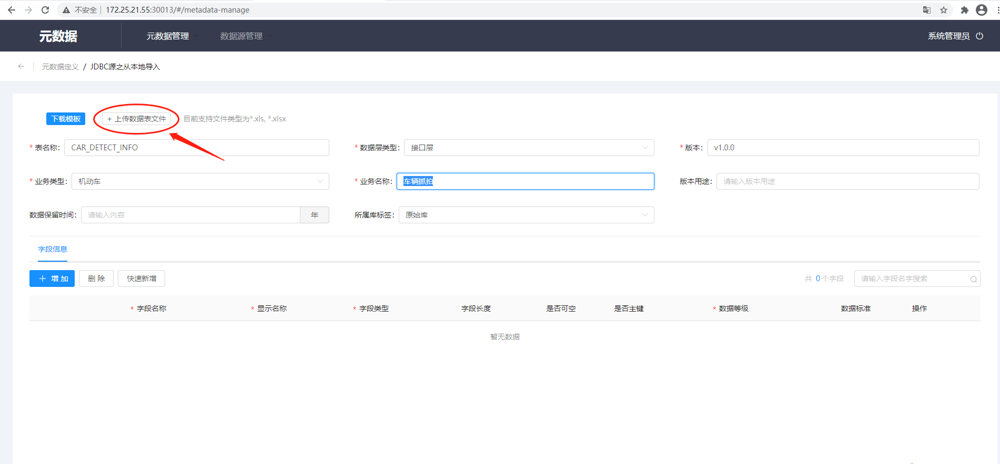 不安全 172.25.21.55:30013/#/metadata-manage
元数据 元数据管理 数据源管理 系统管理员
元数据定义 / JDBC源之从本地导入
下载模板 + 上传数据表文件 目前支持文件类型为*.xls, *.xlsx
* 表名称: CAR_DETECT_INFO * 数据层类型: 接口层 * 版本: v1.0.0
* 业务类型: 机动车 * 业务名称: 车辆抓拍 版本用途: 请输入版本用途
数据保留时间: 请输入内容 年 所属库标签: 原始库
字段信息
+ 增 加 删 除 快速新增 共 0 个字段 请输入字段名字搜索
* 字段名称 * 显示名称 * 字段类型 字段长度 是否可空 是否主键 * 数据等级 数据标准 操作
暂无数据